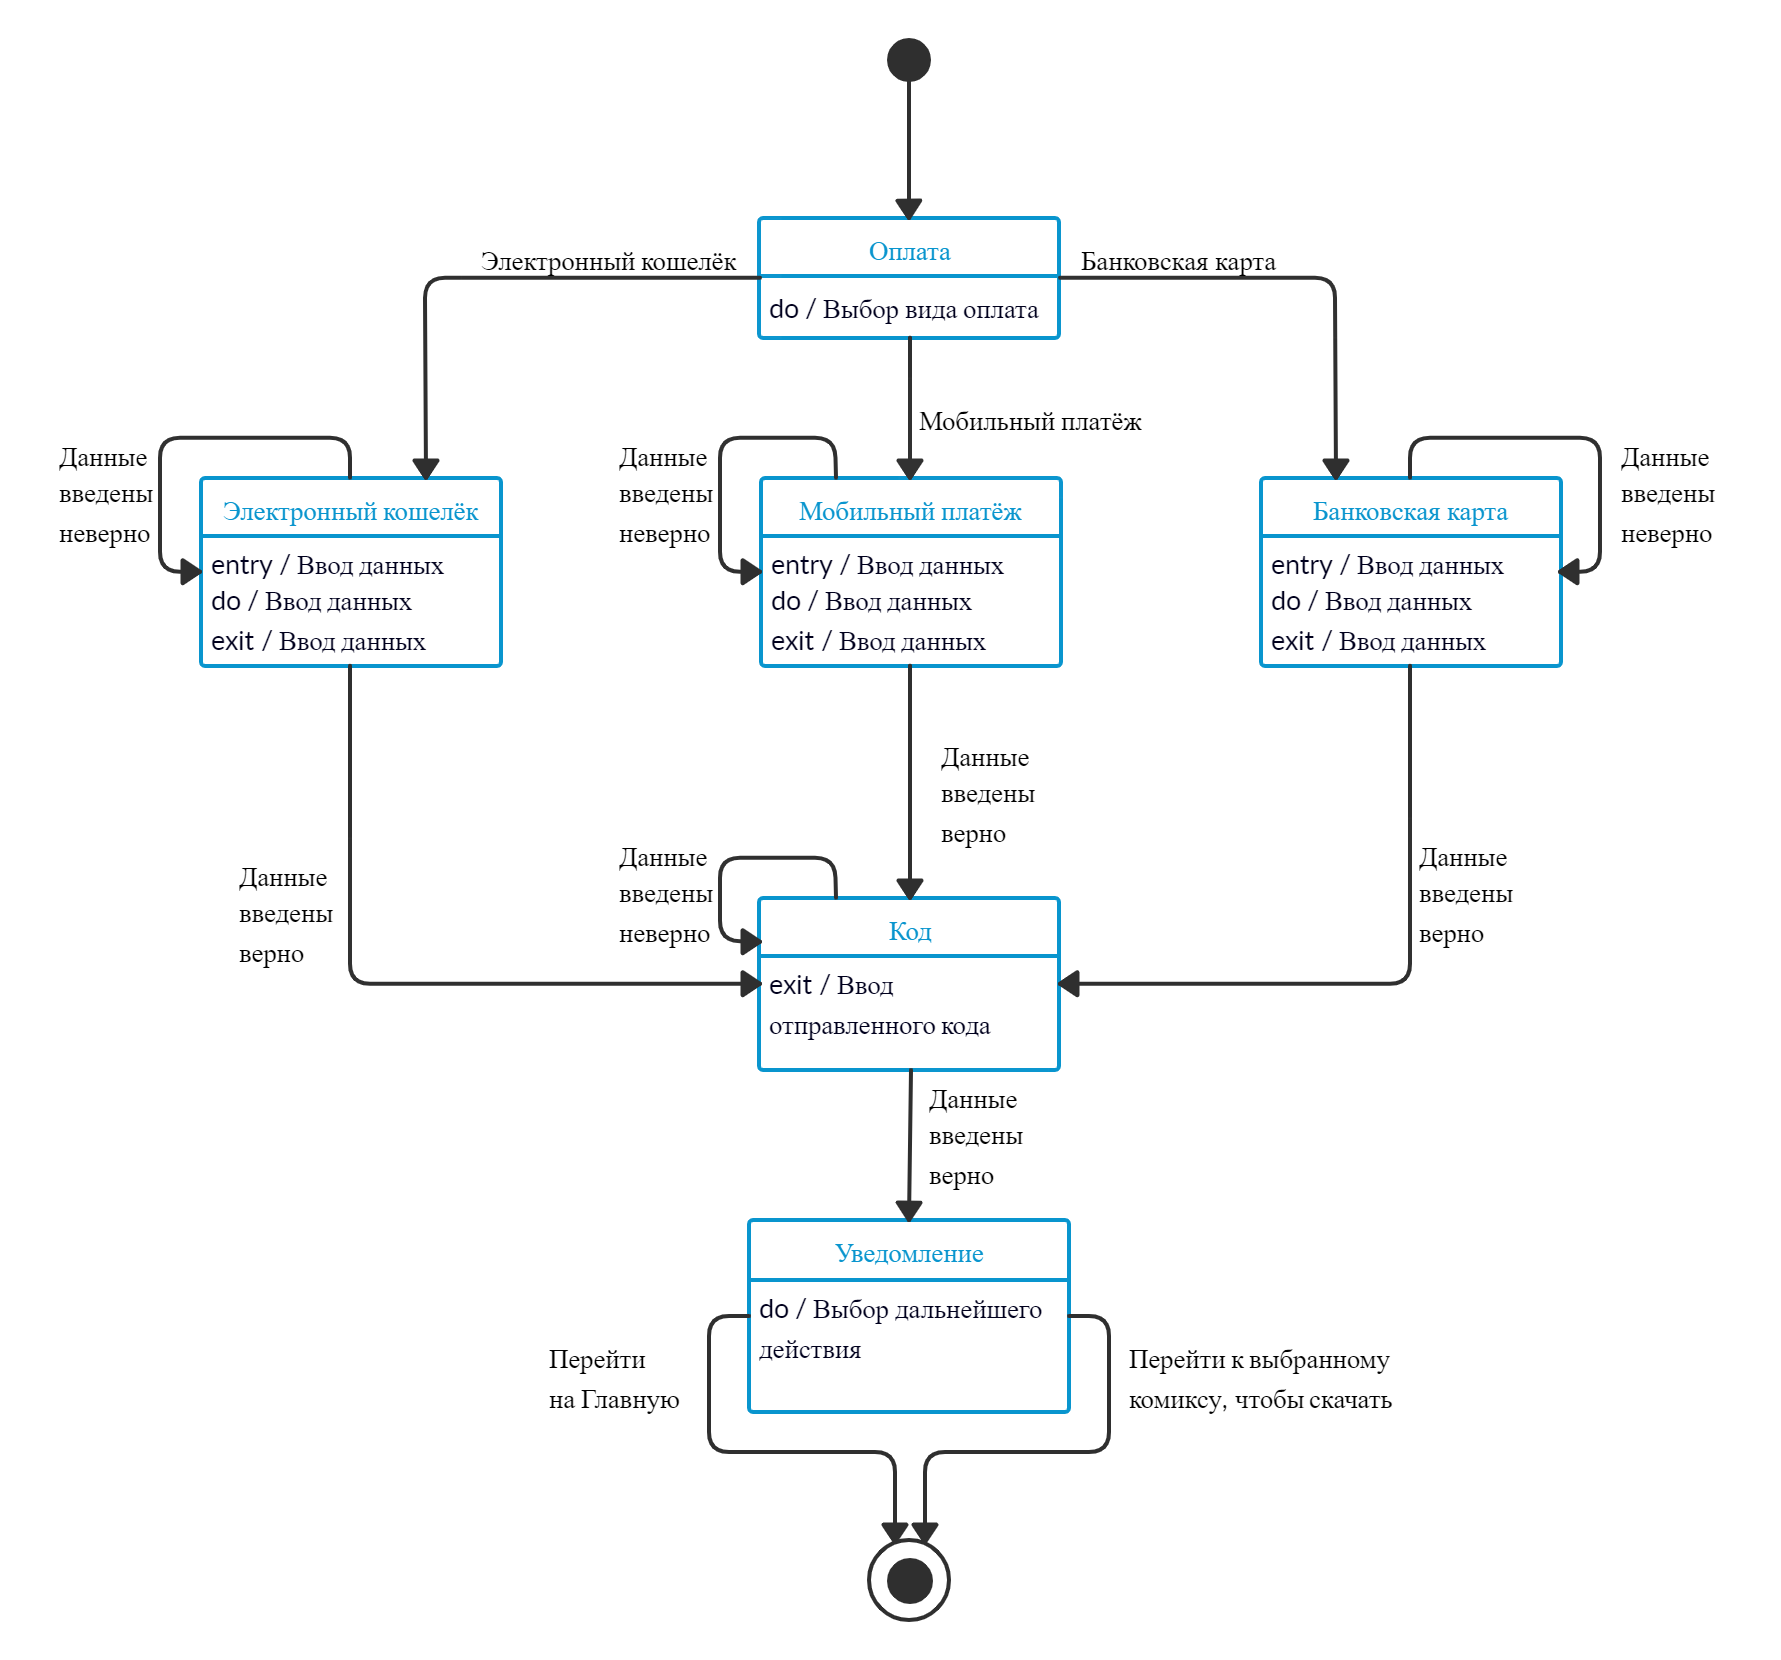 Оплата
Электронный кошелёк
Банковская карта
do / Выбор вида оплата
Мобильный платёж
Данные
введены
неверно
Данные
введены
неверно
Данные
введены
неверно
Электронный кошелёк
entry / Ввод данных
do / Ввод данных
exit / Ввод данных
Мобильный платёж
entry / Ввод данных
do / Ввод данных
exit / Ввод данных
Банковская карта
entry / Ввод данных
do / Ввод данных
exit / Ввод данных
Данные
введены
верно
Данные
введены
верно
Данные
введены
неверно
Данные
введены
верно
Код
exit / Ввод
отправленного кода
Данные
введены
верно
Уведомление
do / Выбор дальнейшего
действия
Перейти
на Главную
Перейти к выбранному
комиксу, чтобы скачать